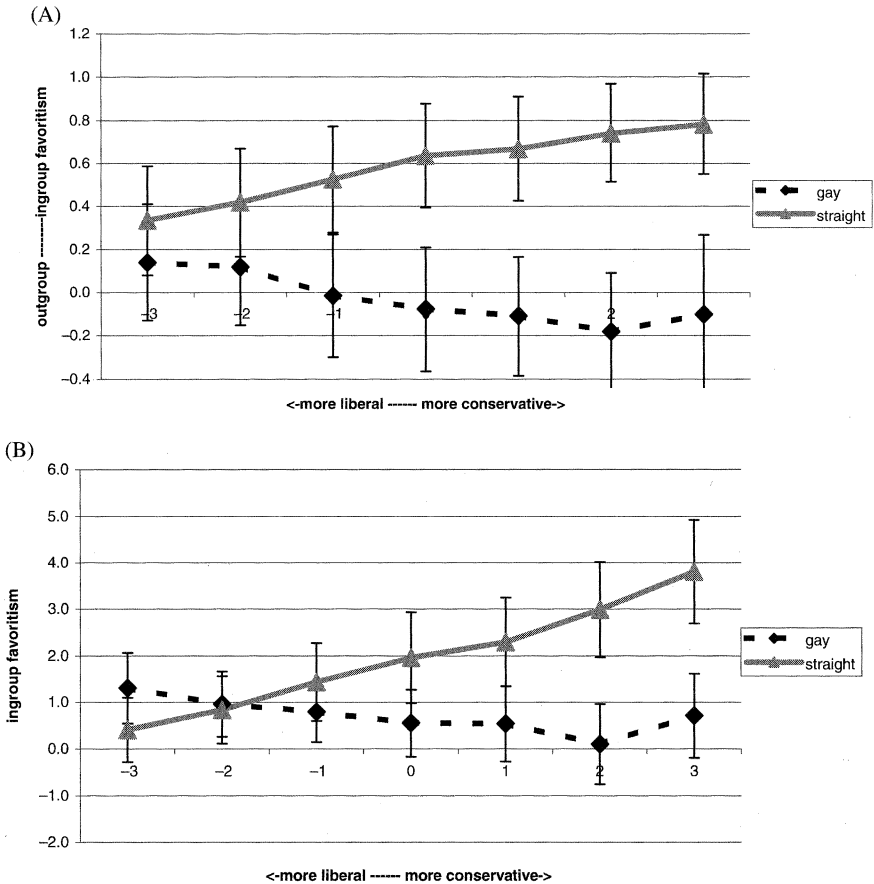 (A)
1.2
1.0
0.8
0.6
0.4
0.2
0.0
−0.2
−0.4
outgroup -------ingroup favoritism
−3
−2
−1
2
<-more liberal ------ more conservative->
gay
straight
(B)
6.0
5.0
4.0
3.0
2.0
1.0
0.0
−1.0
−2.0
ingroup favoritism
−3
−2
−1
0
1
2
3
<-more liberal ------ more conservative->
gay
straight